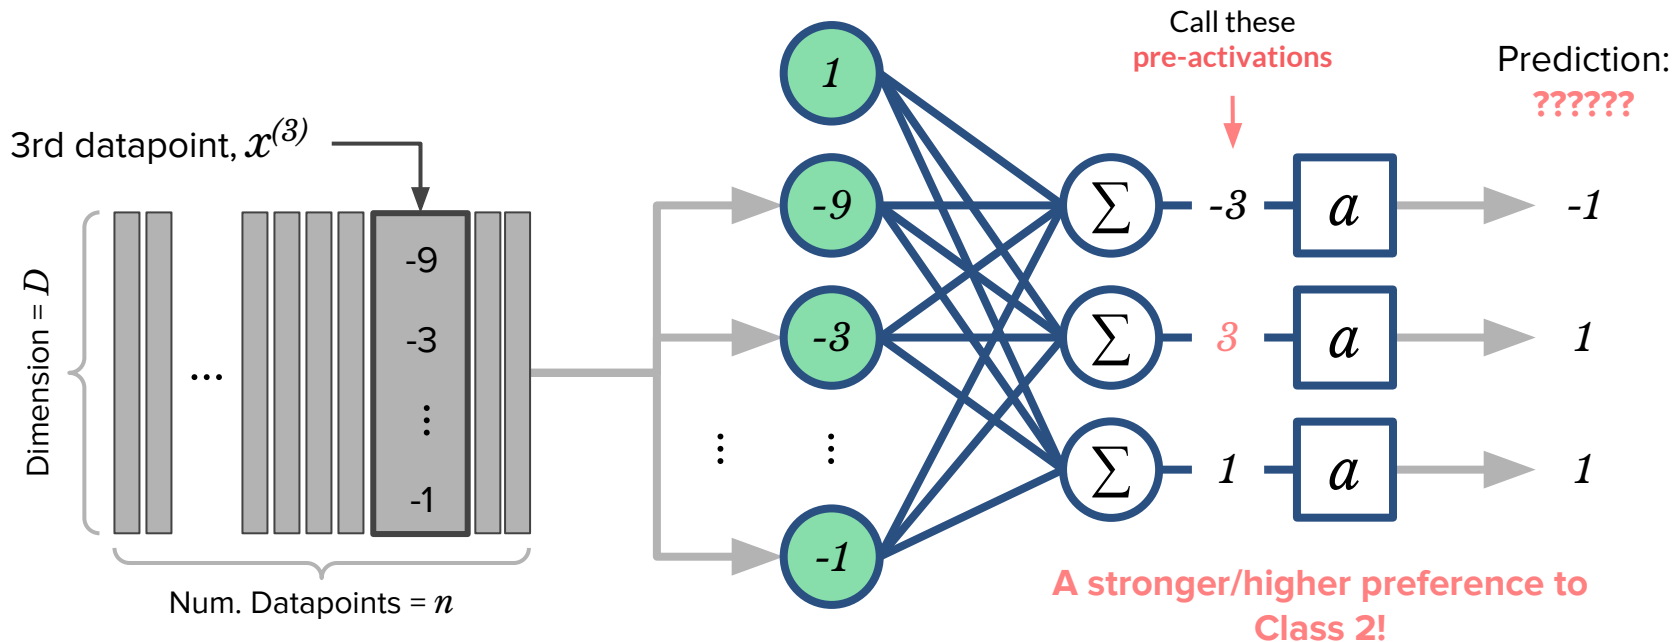 Call these
pre-activations
Prediction:
??????
3rd datapoint, x^(3)
Dimension = D
-9
-3
⋮
-1
...
Num. Datapoints = n
1
-9
-3
⋮
⋮
-1
Σ
-3
a
-1
Σ
3
a
1
Σ
1
a
1
A stronger/higher preference to
Class 2!